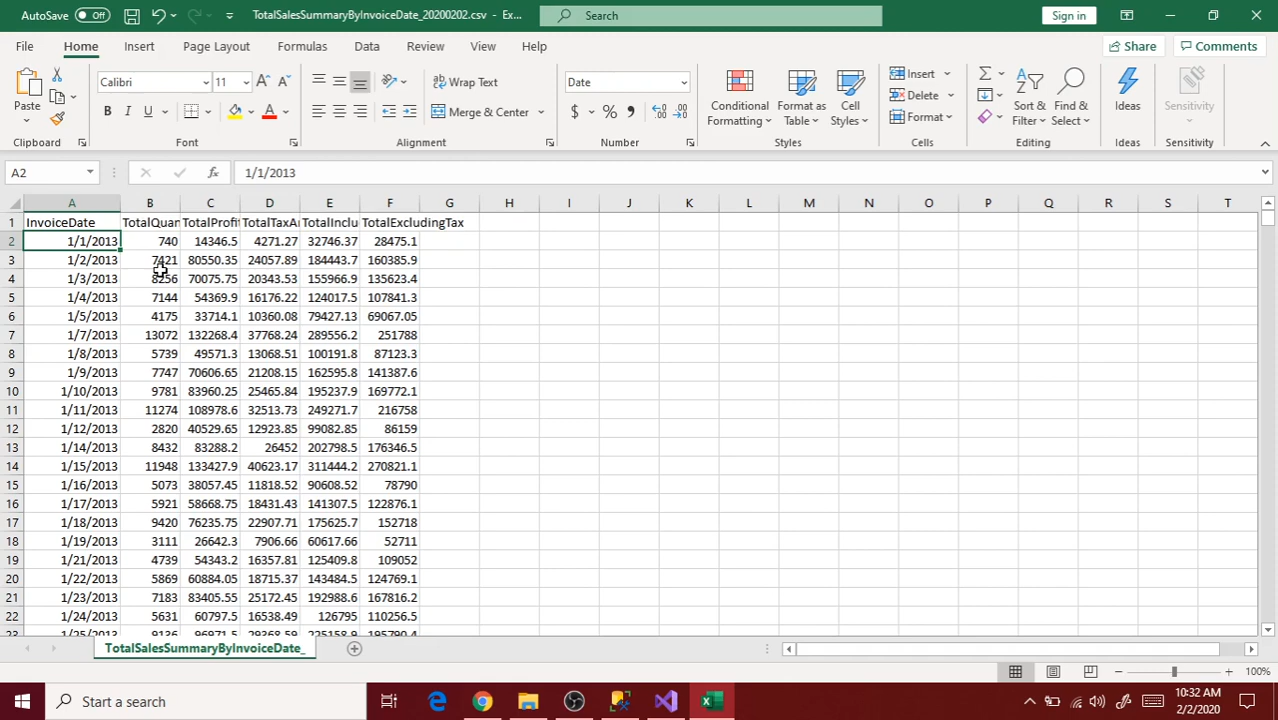 AutoSave Off TotalSalesSummaryByInvoiceDate_20200202.csv - Ex... Search Sign in
File Home Insert Page Layout Formulas Data Review View Help Share Comments
Calibri 11 Wrap Text Date Insert
Paste B I U Merge & Center $ % Conditional Formatting Format as Table Cell Styles Delete Format Sort & Filter Find & Select Ideas Sensitivity
Clipboard Font Alignment Number Styles Cells Editing Ideas Sensitivity
A2 fx 1/1/2013
A B C D E F G H I J K L M N O P Q R S T
1 InvoiceDate TotalQuan TotalProfit TotalTaxA TotalInclu TotalExcludingTax
2 1/1/2013 740 14346.5 4271.27 32746.37 28475.1
3 1/2/2013 7421 80550.35 24057.89 184443.7 160385.9
4 1/3/2013 8256 70075.75 20343.53 155966.9 135623.4
5 1/4/2013 7144 54369.9 16176.22 124017.5 107841.3
6 1/5/2013 4175 33714.1 10360.08 79427.13 69067.05
7 1/7/2013 13072 132268.4 37768.24 289556.2 251788
8 1/8/2013 5739 49571.3 13068.51 100191.8 87123.3
9 1/9/2013 7747 70606.65 21208.15 162595.8 141387.6
10 1/10/2013 9781 83960.25 25465.84 195237.9 169772.1
11 1/11/2013 11274 108978.6 32513.73 249271.7 216758
12 1/12/2013 2820 40529.65 12923.85 99082.85 86159
13 1/14/2013 8432 83288.2 26452 202798.5 176346.5
14 1/15/2013 11948 133427.9 40623.17 311444.2 270821.1
15 1/16/2013 5073 38057.45 11818.52 90608.52 78790
16 1/17/2013 5921 58668.75 18431.43 141307.5 122876.1
17 1/18/2013 9420 76235.75 22907.71 175625.7 152718
18 1/19/2013 3111 26642.3 7906.66 60617.66 52711
19 1/21/2013 4739 54343.2 16357.81 125409.8 109052
20 1/22/2013 5869 60884.05 18715.37 143484.5 124769.1
21 1/23/2013 7183 83405.55 25172.45 192988.6 167816.2
22 1/24/2013 5631 60797.5 16538.49 126795 110256.5
23 1/25/2013 9136 96971.5 29368.59 225158.9 195790.4
TotalSalesSummaryByInvoiceDate_
100%
Start a search 10:32 AM
2/2/2020